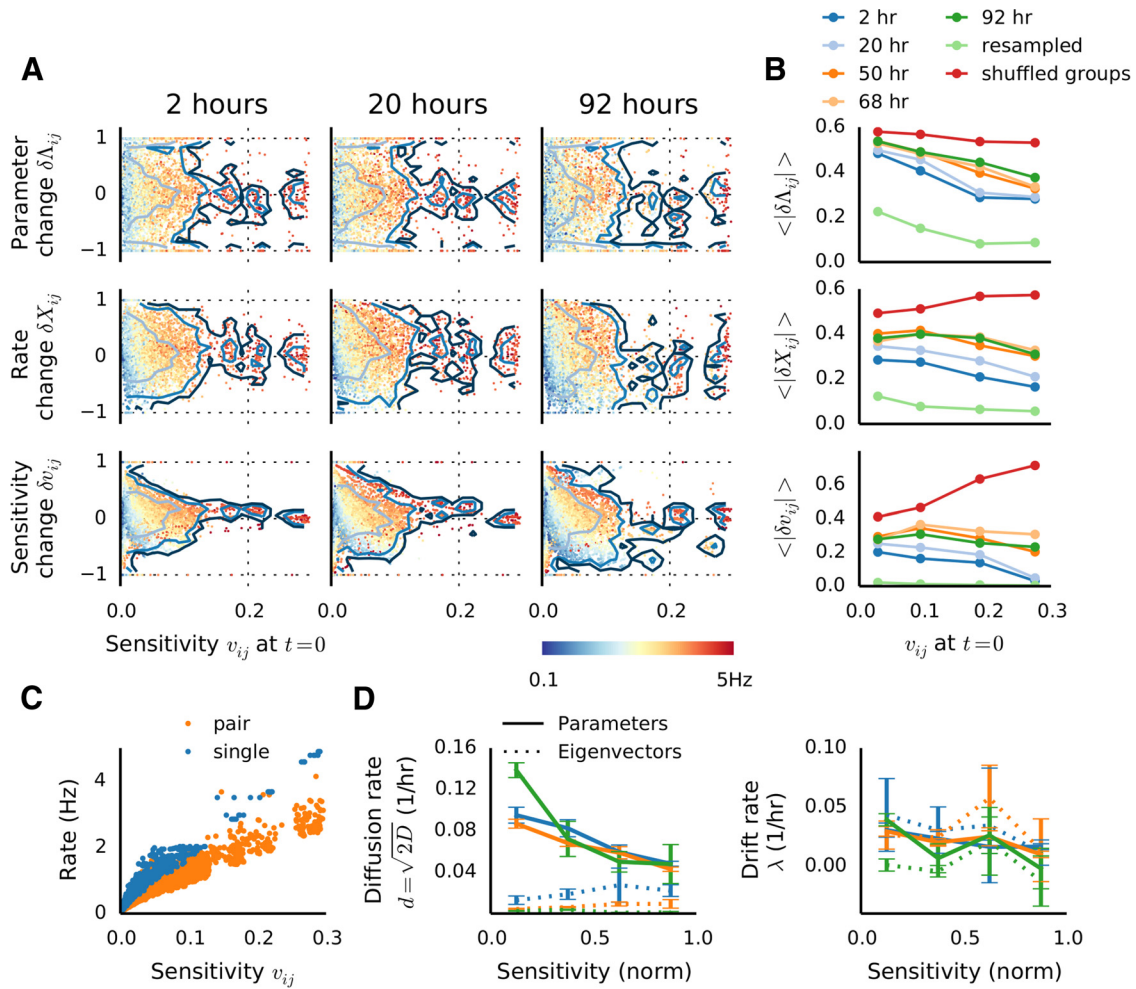 2 hr
20 hr
50 hr
68 hr
92 hr
resampled
shuffled groups
A
2 hours
20 hours
92 hours
B
Parameter
change δΛij
1
0
−1
Rate
change δXij
1
0
−1
Sensitivity
change δvij
1
0
−1
0.0 0.2 0.0 0.2 0.0 0.2
Sensitivity vij at t=0
0.1 5Hz
<|δΛij|>
0.6
0.4
0.2
0.0
<|δXij|>
0.6
0.4
0.2
0.0
<|δvij|>
0.8
0.6
0.4
0.2
0.0
0.0 0.1 0.2 0.3
vij at t=0
C
pair
single
Rate (Hz)
4
2
0
0.0 0.1 0.2 0.3
Sensitivity vij
D
Parameters
Eigenvectors
Diffusion rate
d=√2D (1/hr)
0.16
0.12
0.08
0.04
0.0 0.5 1.0
Sensitivity (norm)
Drift rate
λ (1/hr)
0.10
0.05
0.00
0.0 0.5 1.0
Sensitivity (norm)